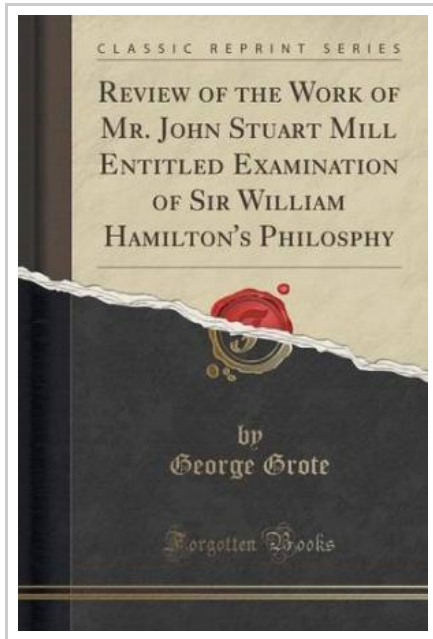 CLASSIC REPRINT SERIES
REVIEW OF THE WORK OF
MR. JOHN STUART MILL
ENTITLED EXAMINATION
OF SIR WILLIAM
HAMILTON'S PHILOSPHY
by
George Grote
Forgotten Books